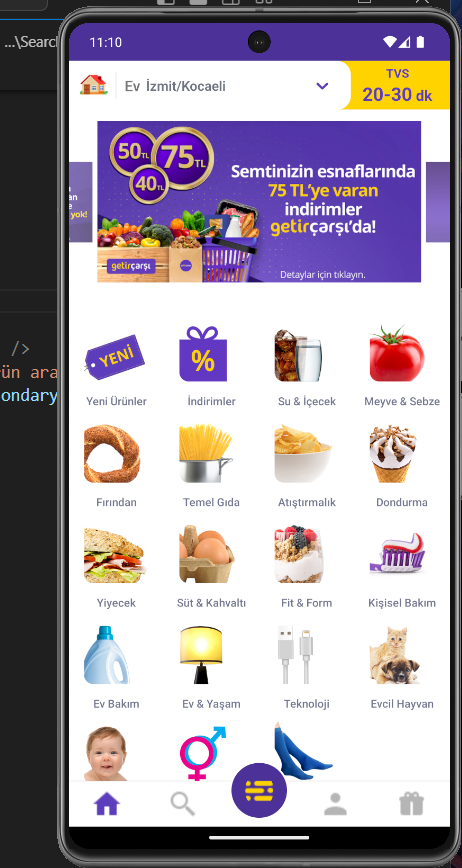 ...\Searc
11:10
Ev İzmit/Kocaeli
TVS
20-30 dk
50TL
75TL
40TL
Semtinizin esnaflarında
75 TL'ye varan
indirimler
getirçarşı'da!
getirçarşı
Detaylar için tıklayın.
yok!
/>
ün ara
ondary
YENİ
%
Yeni Ürünler
İndirimler
Su & İçecek
Meyve & Sebze
Fırından
Temel Gıda
Atıştırmalık
Dondurma
Yiyecek
Süt & Kahvaltı
Fit & Form
Kişisel Bakım
Ev Bakım
Ev & Yaşam
Teknoloji
Evcil Hayvan